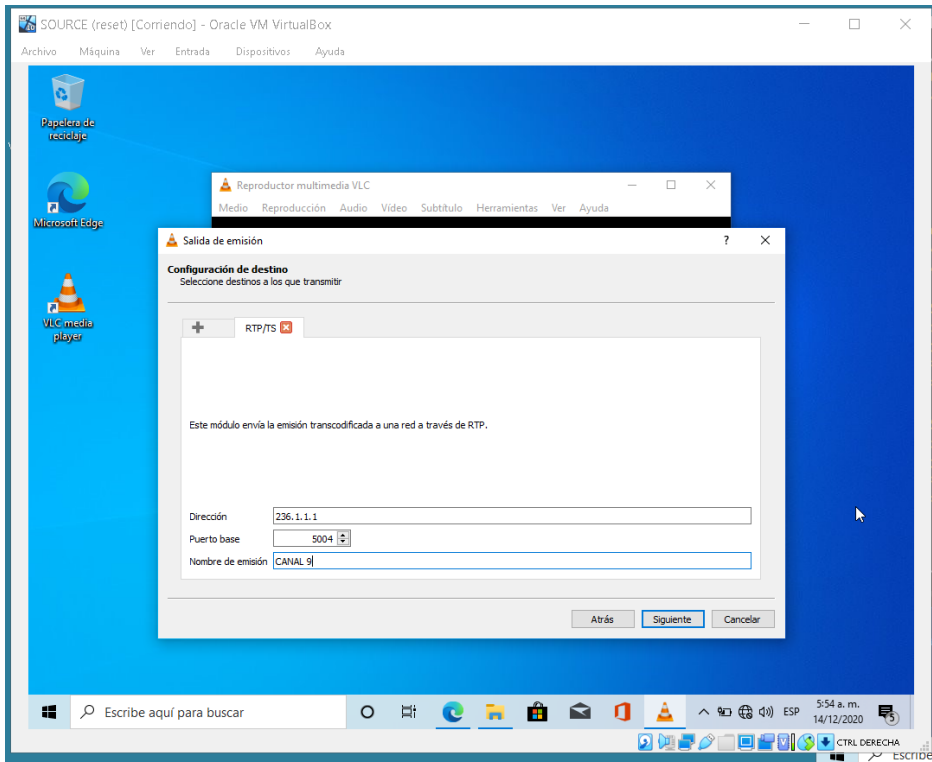 SOURCE (reset) [Corriendo] - Oracle VM VirtualBox
Archivo Máquina Ver Entrada Dispositivos Ayuda
Papelera de
reciclaje
Microsoft Edge
VLC media
player
Reproductor multimedia VLC
Medio Reproducción Audio Vídeo Subtítulo Herramientas Ver Ayuda
Salida de emisión
Configuración de destino
Seleccione destinos a los que transmitir
RTP/TS
Este módulo envía la emisión transcodificada a una red a través de RTP.
Dirección 236.1.1.1
Puerto base 5004
Nombre de emisión CANAL 9
Atrás Siguiente Cancelar
Escribe aquí para buscar
ESP
5:54 a. m.
14/12/2020
5
CTRL DERECHA
Escribe